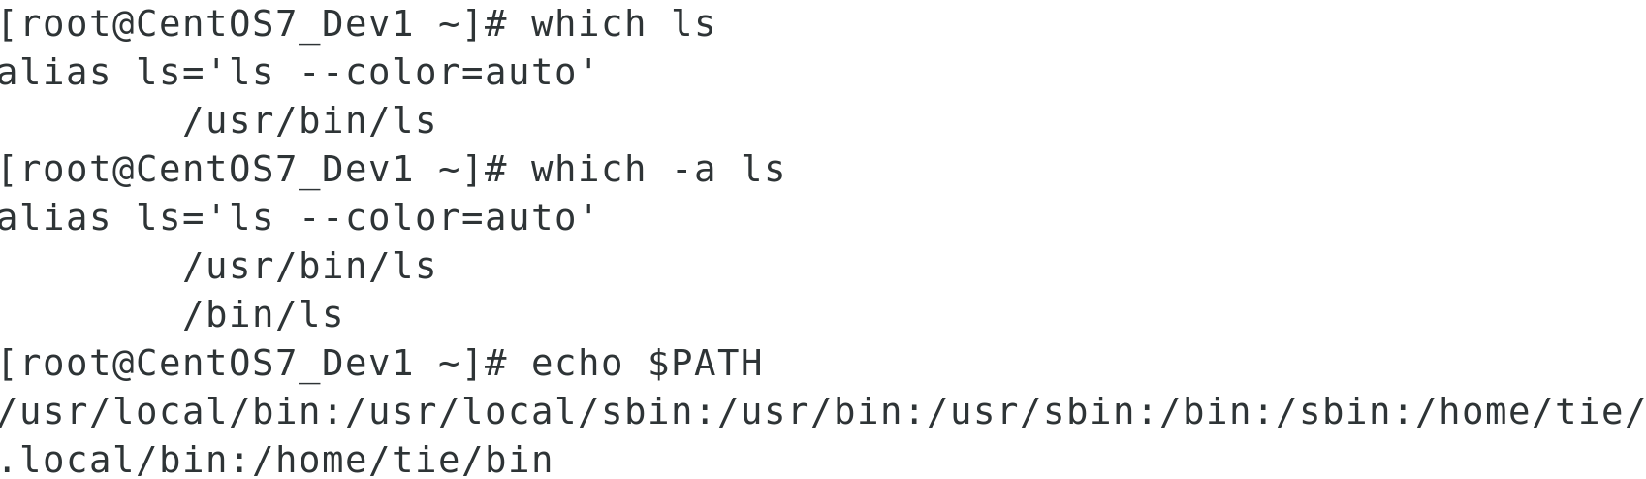 [root@CentOS7_Dev1 ~]# which ls
alias ls='ls --color=auto'
        /usr/bin/ls
[root@CentOS7_Dev1 ~]# which -a ls
alias ls='ls --color=auto'
        /usr/bin/ls
        /bin/ls
[root@CentOS7_Dev1 ~]# echo $PATH
/usr/local/bin:/usr/local/sbin:/usr/bin:/usr/sbin:/bin:/sbin:/home/tie/
.local/bin:/home/tie/bin